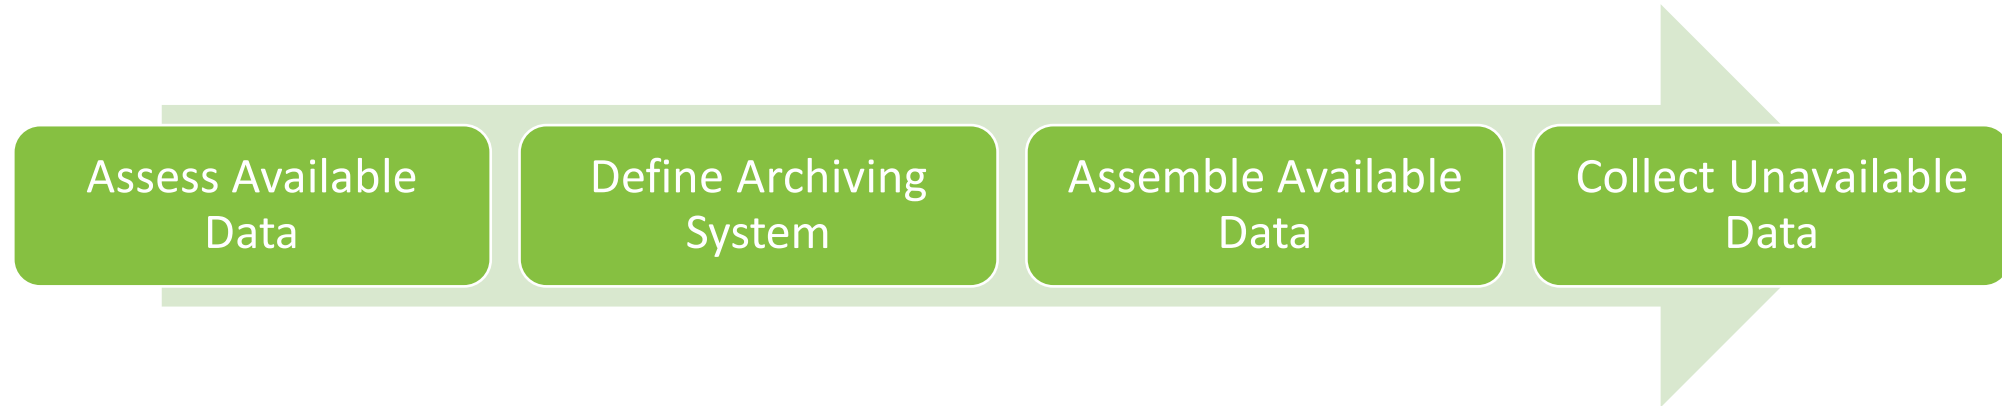 Assess Available
Data
Define Archiving
System
Assemble Available
Data
Collect Unavailable
Data